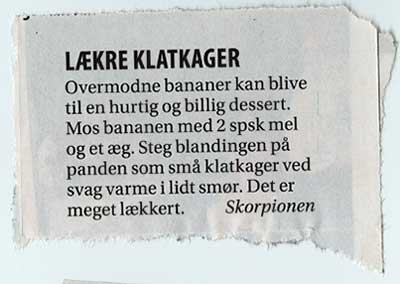 LÆKRE KLATKAGER
Overmodne bananer kan blive
til en hurtig og billig dessert.
Mos bananen med 2 spsk mel
og et æg. Steg blandingen på
panden som små klatkager ved
svag varme i lidt smør. Det er
meget lækkert. Skorpionen